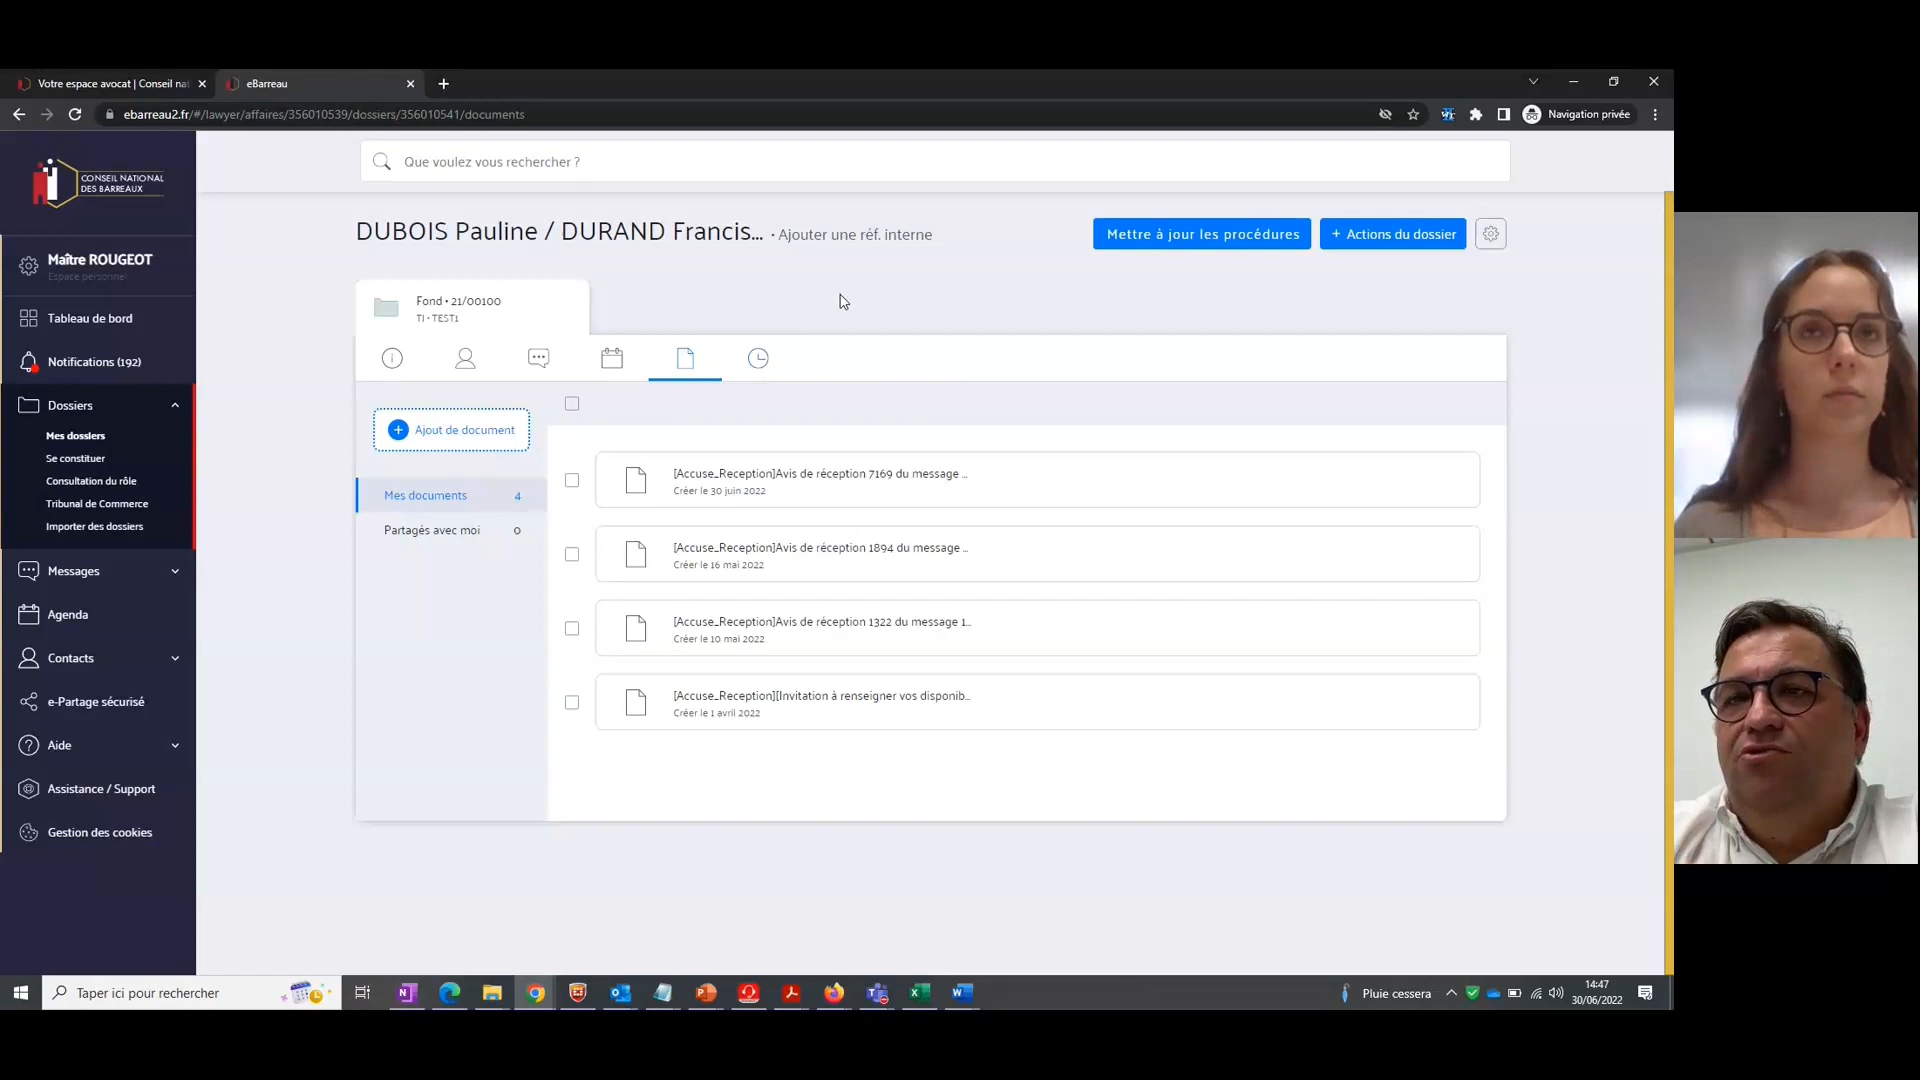 Votre espace avocat | Conseil nat
eBarreau
ebarreau2.fr/#/lawyer/affaires/356010539/dossiers/356010541/documents
Navigation privée
CONSEIL NATIONAL
DES BARREAUX
Que voulez vous rechercher ?
DUBOIS Pauline / DURAND Francis... • Ajouter une réf. interne
Mettre à jour les procédures
+ Actions du dossier
Maître ROUGEOT
Espace personnel
Tableau de bord
Notifications (192)
Dossiers
Mes dossiers
Se constituer
Consultation du rôle
Tribunal de Commerce
Importer des dossiers
Messages
Agenda
Contacts
e-Partage sécurisé
Aide
Assistance / Support
Gestion des cookies
Fond • 21/00100
TI • TEST1
Ajout de document
Mes documents 4
Partagés avec moi 0
[Accuse_Reception]Avis de réception 7169 du message ...
Créer le 30 juin 2022
[Accuse_Reception]Avis de réception 1894 du message ...
Créer le 16 mai 2022
[Accuse_Reception]Avis de réception 1322 du message 1...
Créer le 10 mai 2022
[Accuse_Reception][Invitation à renseigner vos disponib...
Créer le 1 avril 2022
Taper ici pour rechercher
Pluie cessera
14:47
30/06/2022